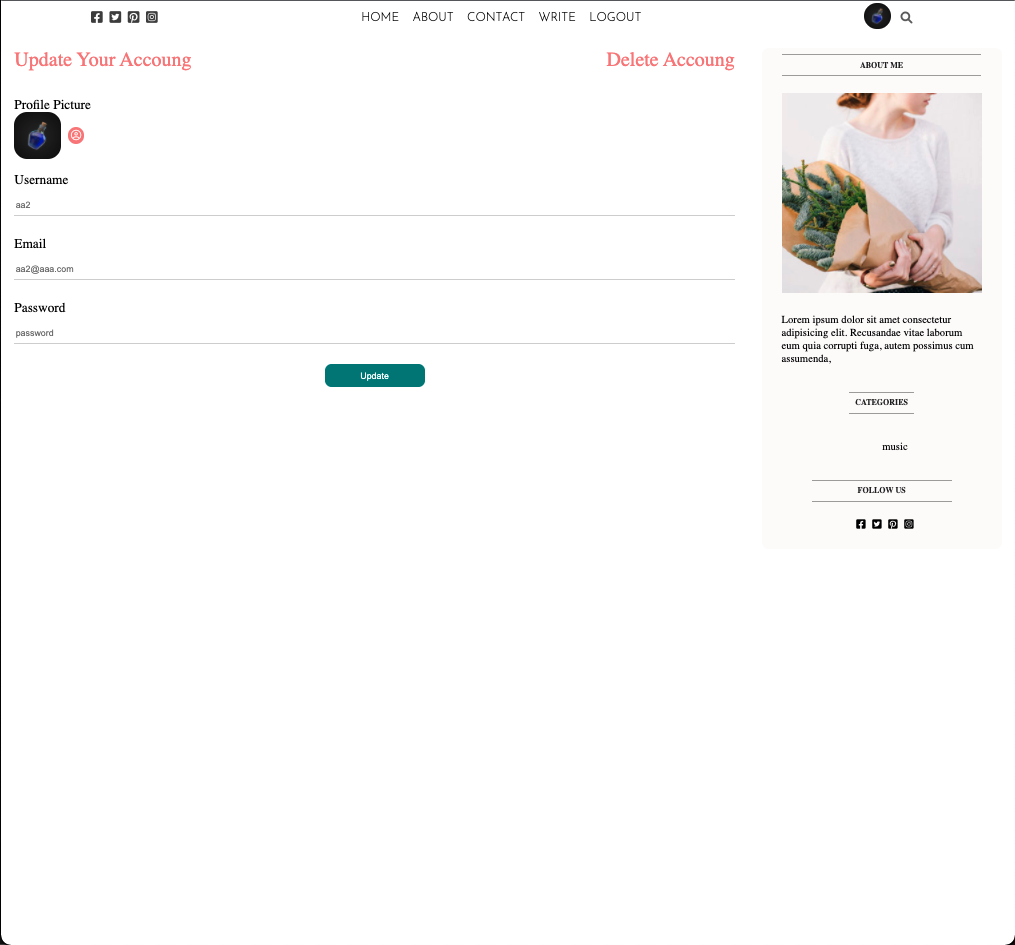 HOME ABOUT CONTACT WRITE LOGOUT
Update Your Accoung
Delete Accoung
Profile Picture
Username
aa2
Email
aa2@aaa.com
Password
password
Update
ABOUT ME
Lorem ipsum dolor sit amet consectetur
adipisicing elit. Recusandae vitae laborum
eum quia corrupti fuga, autem possimus cum
assumenda,
CATEGORIES
music
FOLLOW US